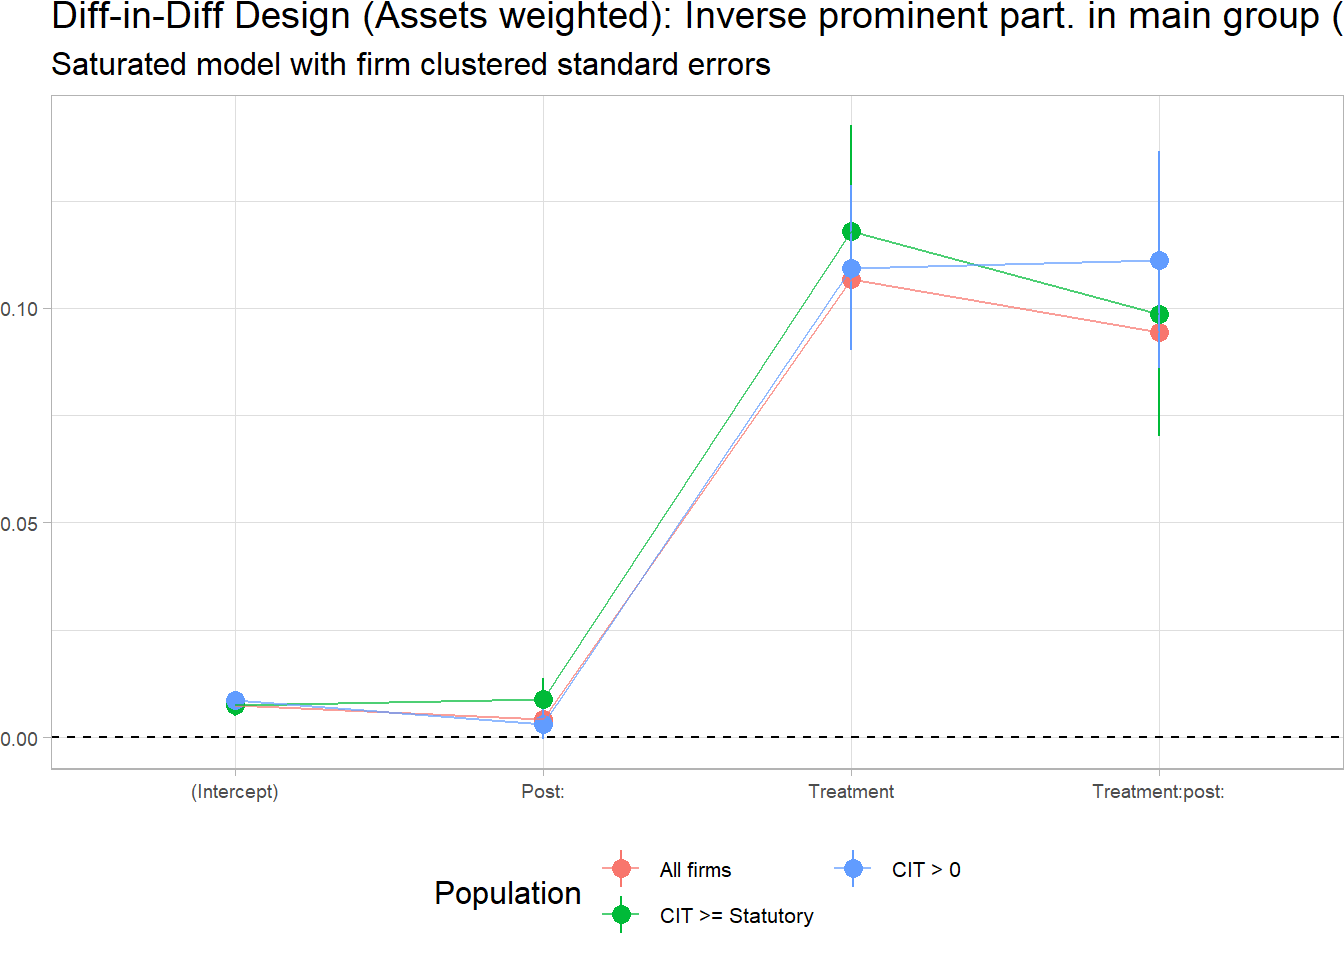 Diff-in-Diff Design (Assets weighted): Inverse prominent part. in main group (
Saturated model with firm clustered standard errors
0.10
0.05
0.00
(Intercept) Post: Treatment Treatment:post:
Population
All firms CIT > 0
CIT >= Statutory